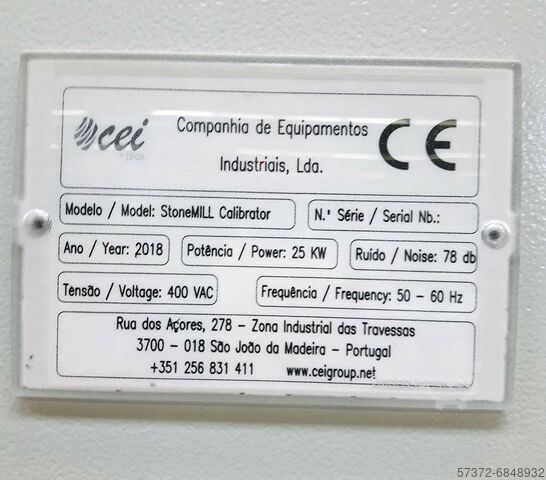 cei
Companhia de Equipamentos
Industriais, Lda.
CE
Modelo / Model: StoneMILL Calibrator
N.º Série / Serial Nb.:
Ano / Year: 2018
Potência / Power: 25 KW
Ruído / Noise: 78 db
Tensão / Voltage: 400 VAC
Frequência / Frequency: 50 - 60 Hz
Rua dos Açores, 278 - Zona Industrial das Travessas
3700 - 018 São João da Madeira - Portugal
+351 256 831 411 www.ceigroup.net
57372-6848932